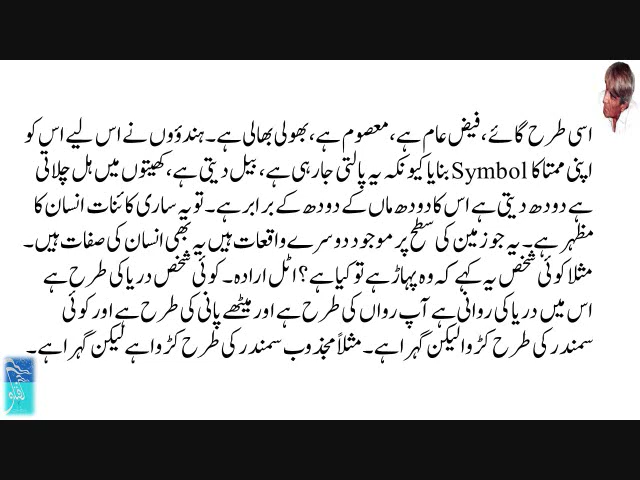 اسی طرح گائے، فیض عام ہے، معصوم ہے، بھولی بھالی ہے۔ ہندوؤں نے اس لیے اس کو
اپنی ممتا کا Symbol بنایا کیونکہ یہ پالتی جا رہی ہے، بیل دیتی ہے، کھیتوں میں ہل چلاتی
ہے دودھ دیتی ہے اس کا دودھ ماں کے دودھ کے برابر ہے۔ تو یہ ساری کائنات انسان کا
مظہر ہے۔ یہ جو زمین کی سطح پر موجود دوسرے واقعات ہیں یہ بھی انسان کی صفات ہیں۔
مثلا کوئی شخص یہ کہے کہ وہ پہاڑ ہے تو کیا ہے؟ اٹل ارادہ۔ کوئی شخص دریا کی طرح ہے
اس میں دریا کی روانی ہے آپ رواں کی طرح ہے اور میٹھے پانی کی طرح ہے اور کوئی
سمندر کی طرح کڑوا لیکن گہرا ہے۔ مثلاً مجذوب سمندر کی طرح کڑوا ہے لیکن گہرا ہے۔